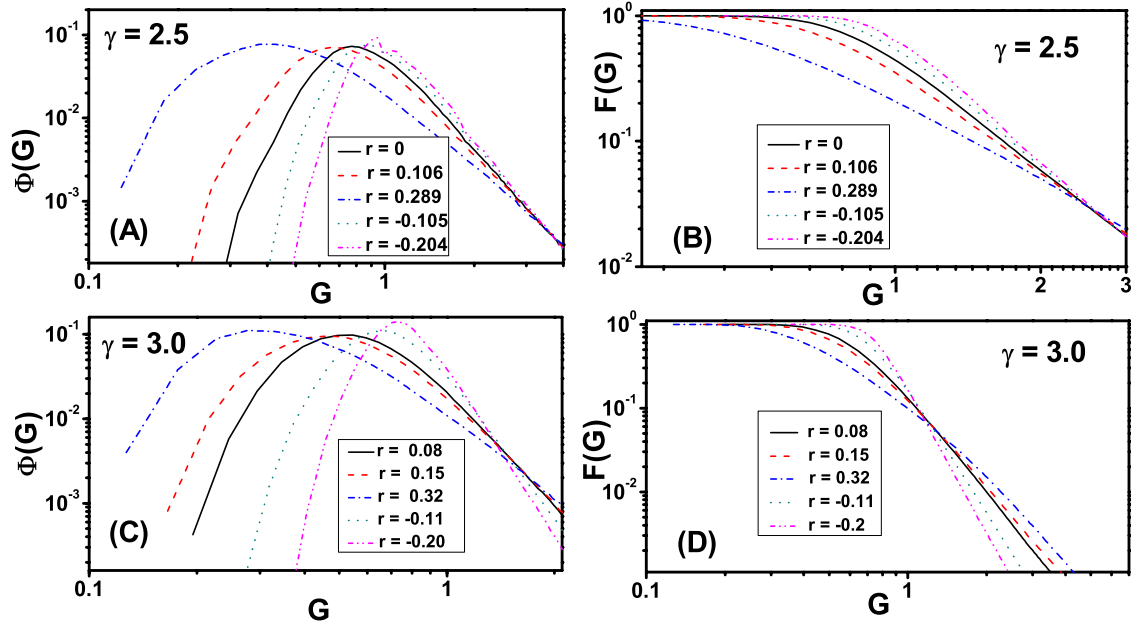 γ = 2.5
10⁻¹
10⁻²
10⁻³
Φ(G)
(A)
r = 0
r = 0.106
r = 0.289
r = -0.105
r = -0.204
0.1
1
G
γ = 2.5
10⁰
10⁻¹
10⁻²
F(G)
(B)
r = 0
r = 0.106
r = 0.289
r = -0.105
r = -0.204
1
2
3
G
γ = 3.0
10⁻¹
10⁻²
10⁻³
Φ(G)
(C)
r = 0.08
r = 0.15
r = 0.32
r = -0.11
r = -0.20
0.1
1
G
γ = 3.0
10⁰
10⁻¹
10⁻²
F(G)
(D)
r = 0.08
r = 0.15
r = 0.32
r = -0.11
r = -0.2
0.1
1
G